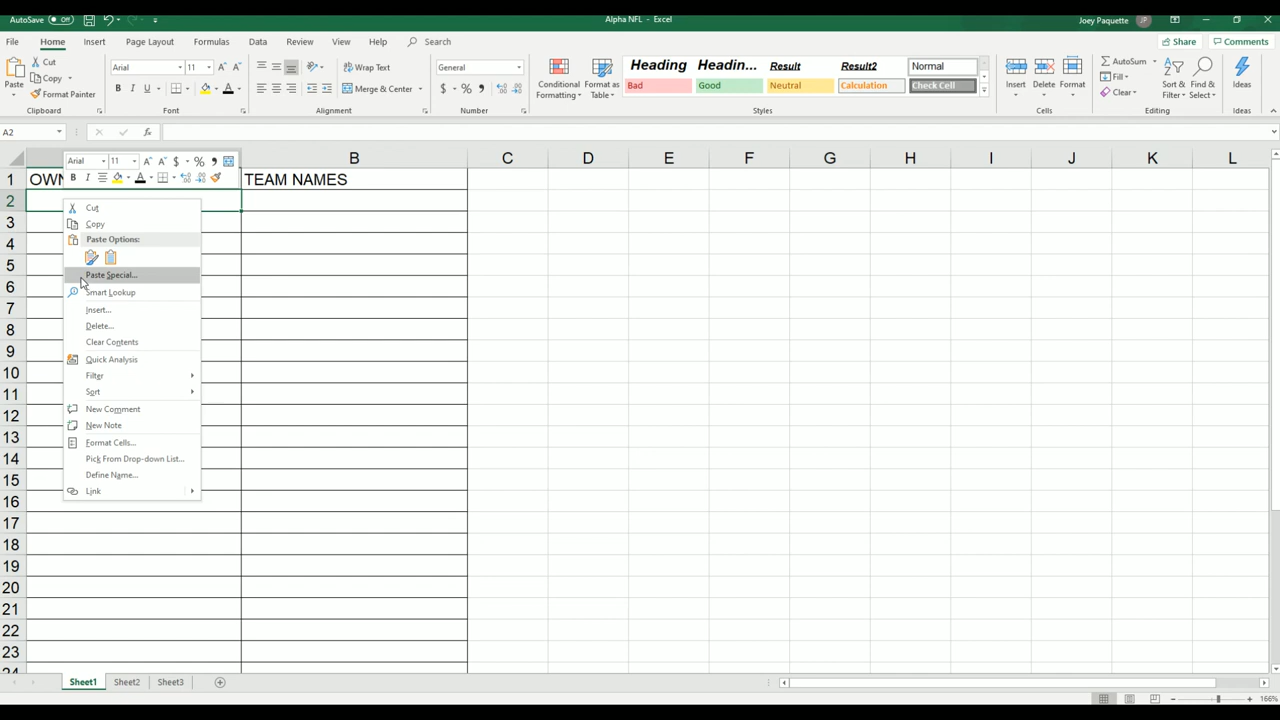 AutoSave Off
Alpha NFL - Excel
Joey Paquette JP
File Home Insert Page Layout Formulas Data Review View Help Search
Share Comments
Paste
Cut
Copy
Format Painter
Clipboard
Arial 11
B I U
Font
Wrap Text
Merge & Center
Alignment
General
$ % ,
Number
Conditional Formatting
Format as Table
Heading Headin... Result Result2 Normal
Bad Good Neutral Calculation Check Cell
Styles
Insert Delete Format
Cells
AutoSum
Fill
Clear
Sort & Filter
Find & Select
Editing
Ideas
Ideas
A2
fx
B C D E F G H I J K L
Arial 11 A A $ % ,
B I
1 OWN TEAM NAMES
2
3
4
5
6
7
8
9
10
11
12
13
14
15
16
17
18
19
20
21
22
23
Cut
Copy
Paste Options:
Paste Special...
Smart Lookup
Insert...
Delete...
Clear Contents
Quick Analysis
Filter
Sort
New Comment
New Note
Format Cells...
Pick From Drop-down List...
Define Name...
Link
Sheet1 Sheet2 Sheet3
166%